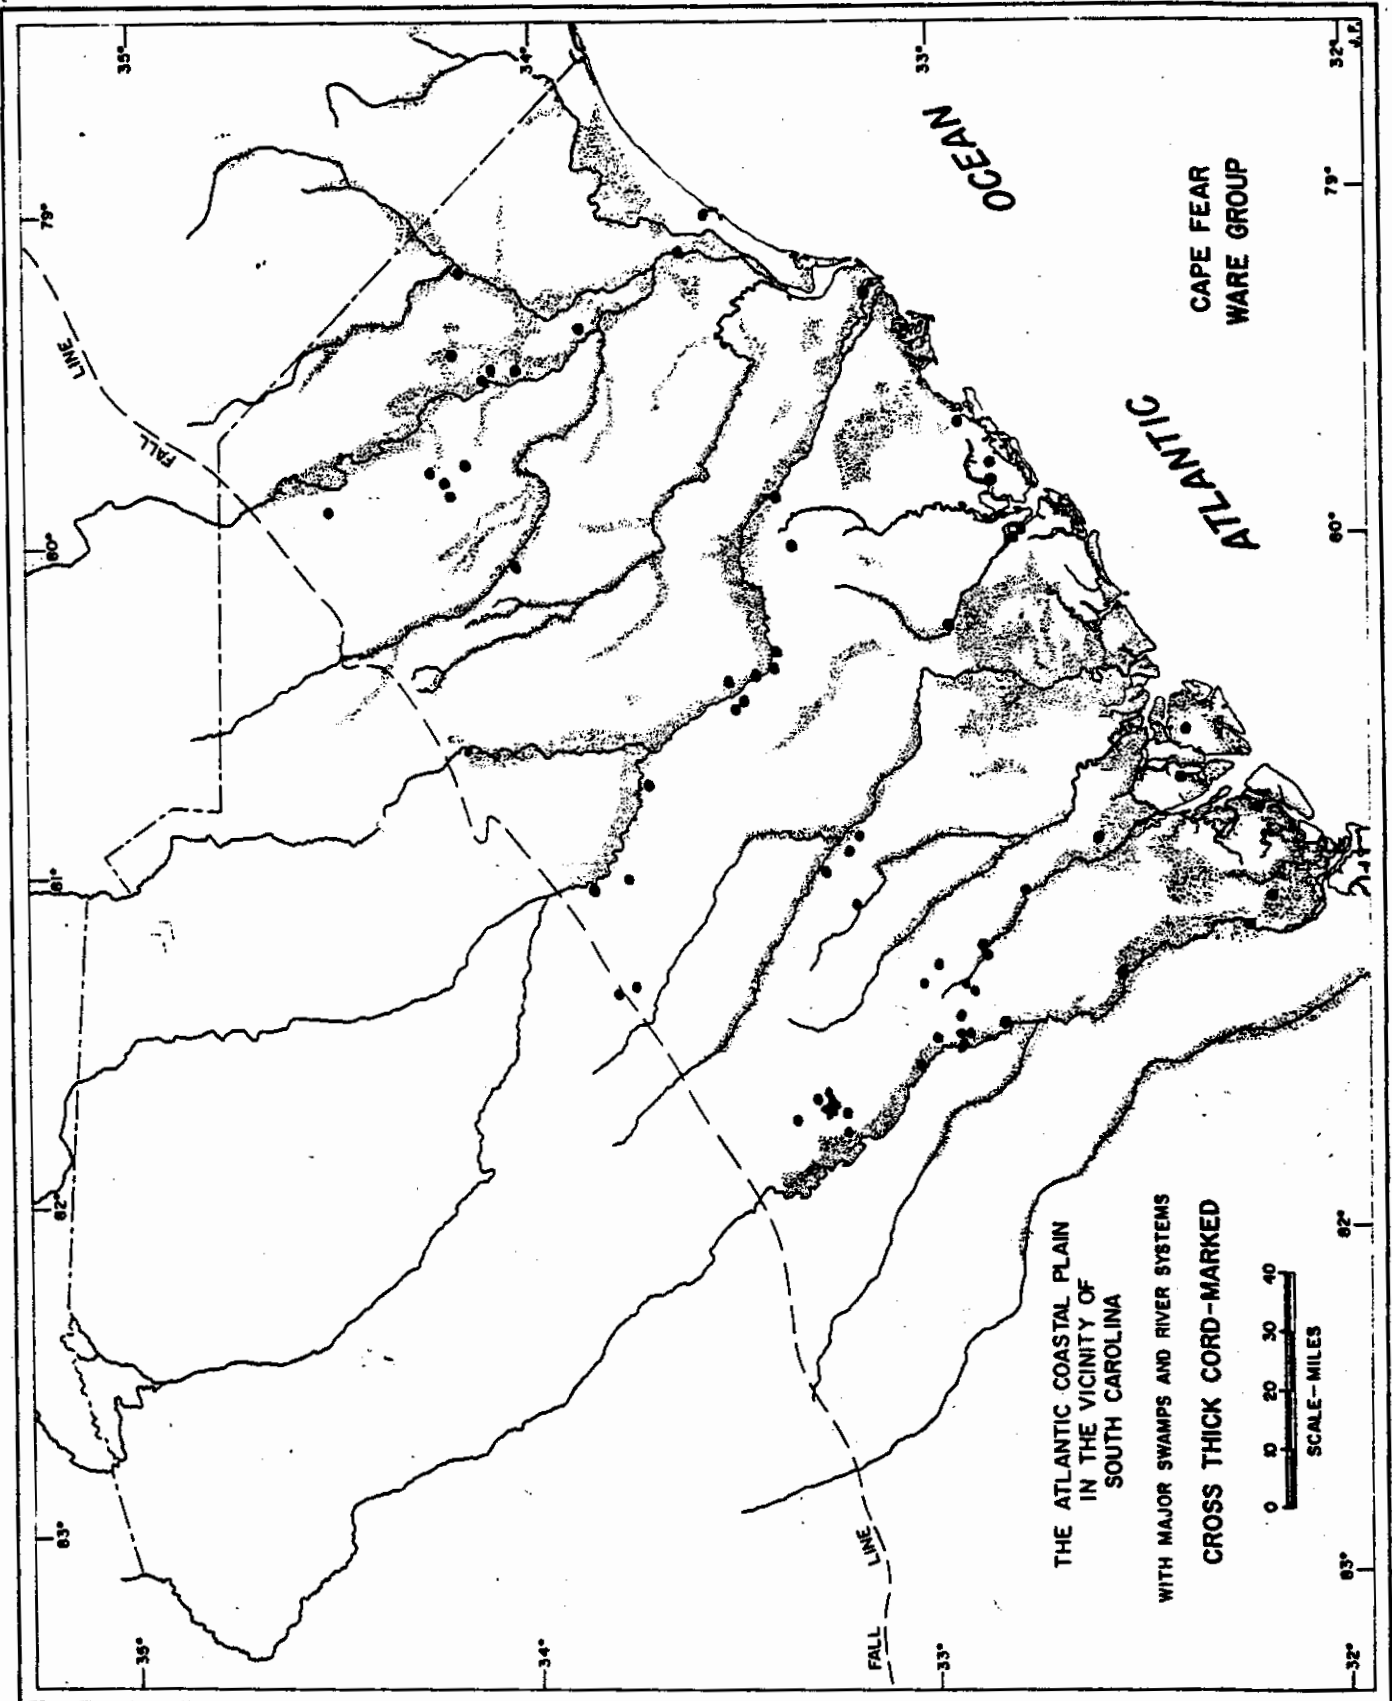 THE ATLANTIC COASTAL PLAIN
IN THE VICINITY OF
SOUTH CAROLINA
WITH MAJOR SWAMPS AND RIVER SYSTEMS
CROSS THICK CORD-MARKED
0 10 20 30 40
SCALE-MILES
CAPE FEAR
WARE GROUP
ATLANTIC
OCEAN
FALL
LINE
FALL
LINE
83°
82°
81°
80°
79°
35°
34°
33°
32°
83°
82°
80°
79°
35°
34°
33°
32°
J.F.